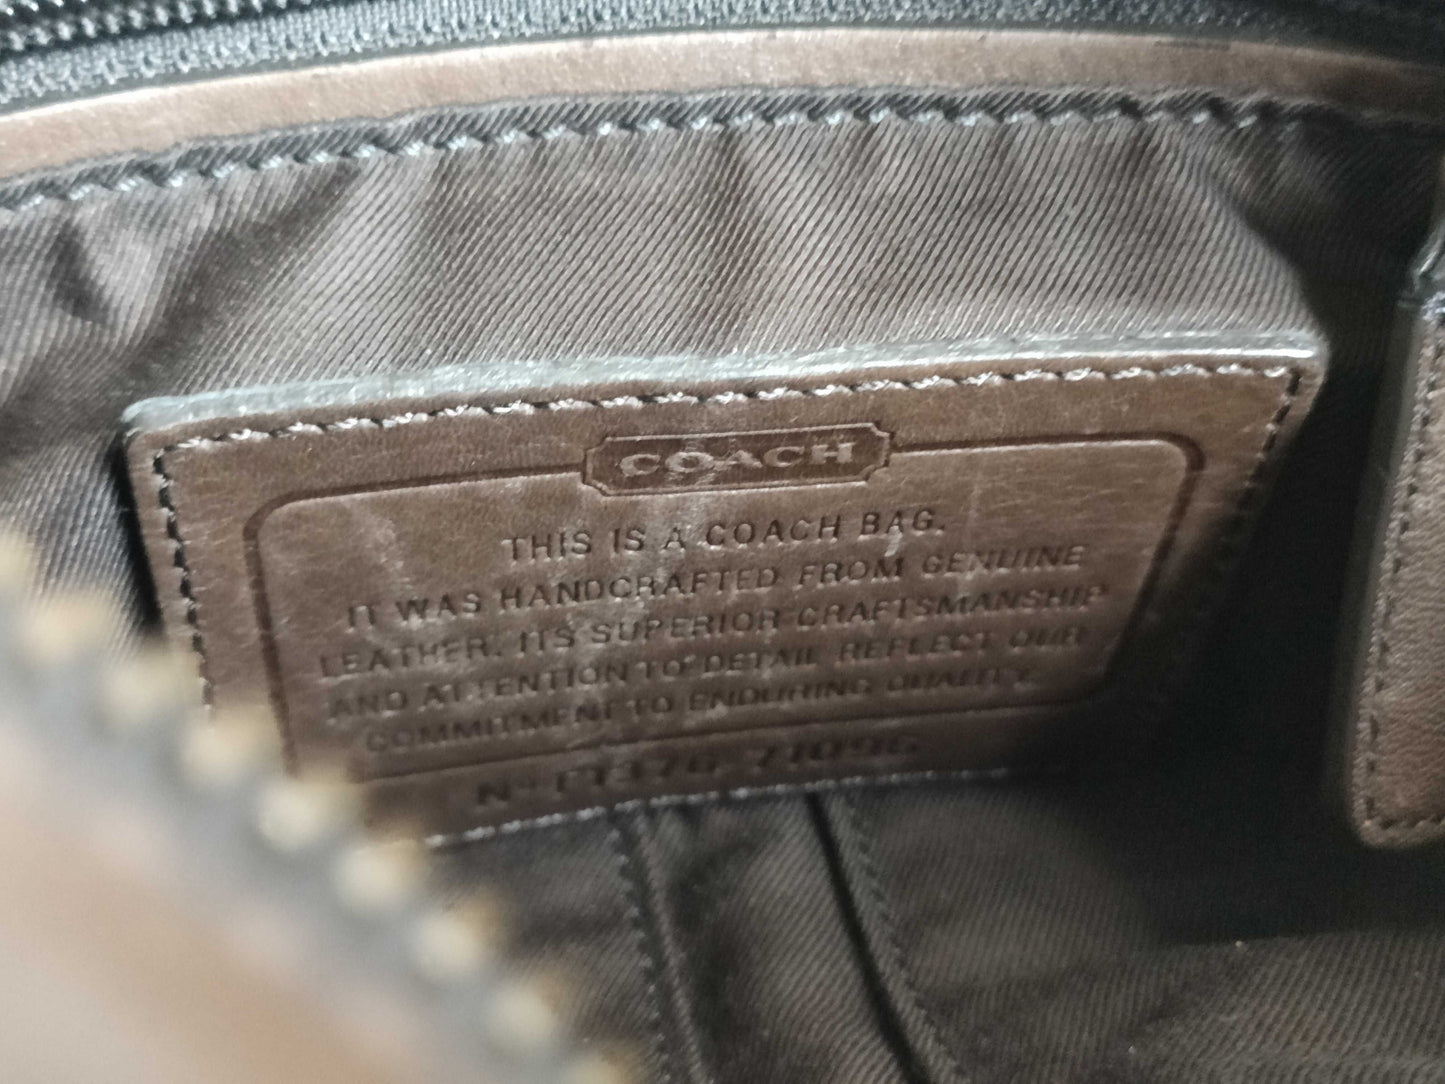 COACH
THIS IS A COACH BAG.
IT WAS HANDCRAFTED FROM GENUINE
LEATHER. ITS SUPERIOR CRAFTSMANSHIP
AND ATTENTION TO DETAIL REFLECT OUR
COMMITMENT TO ENDURING QUALITY.
Nº